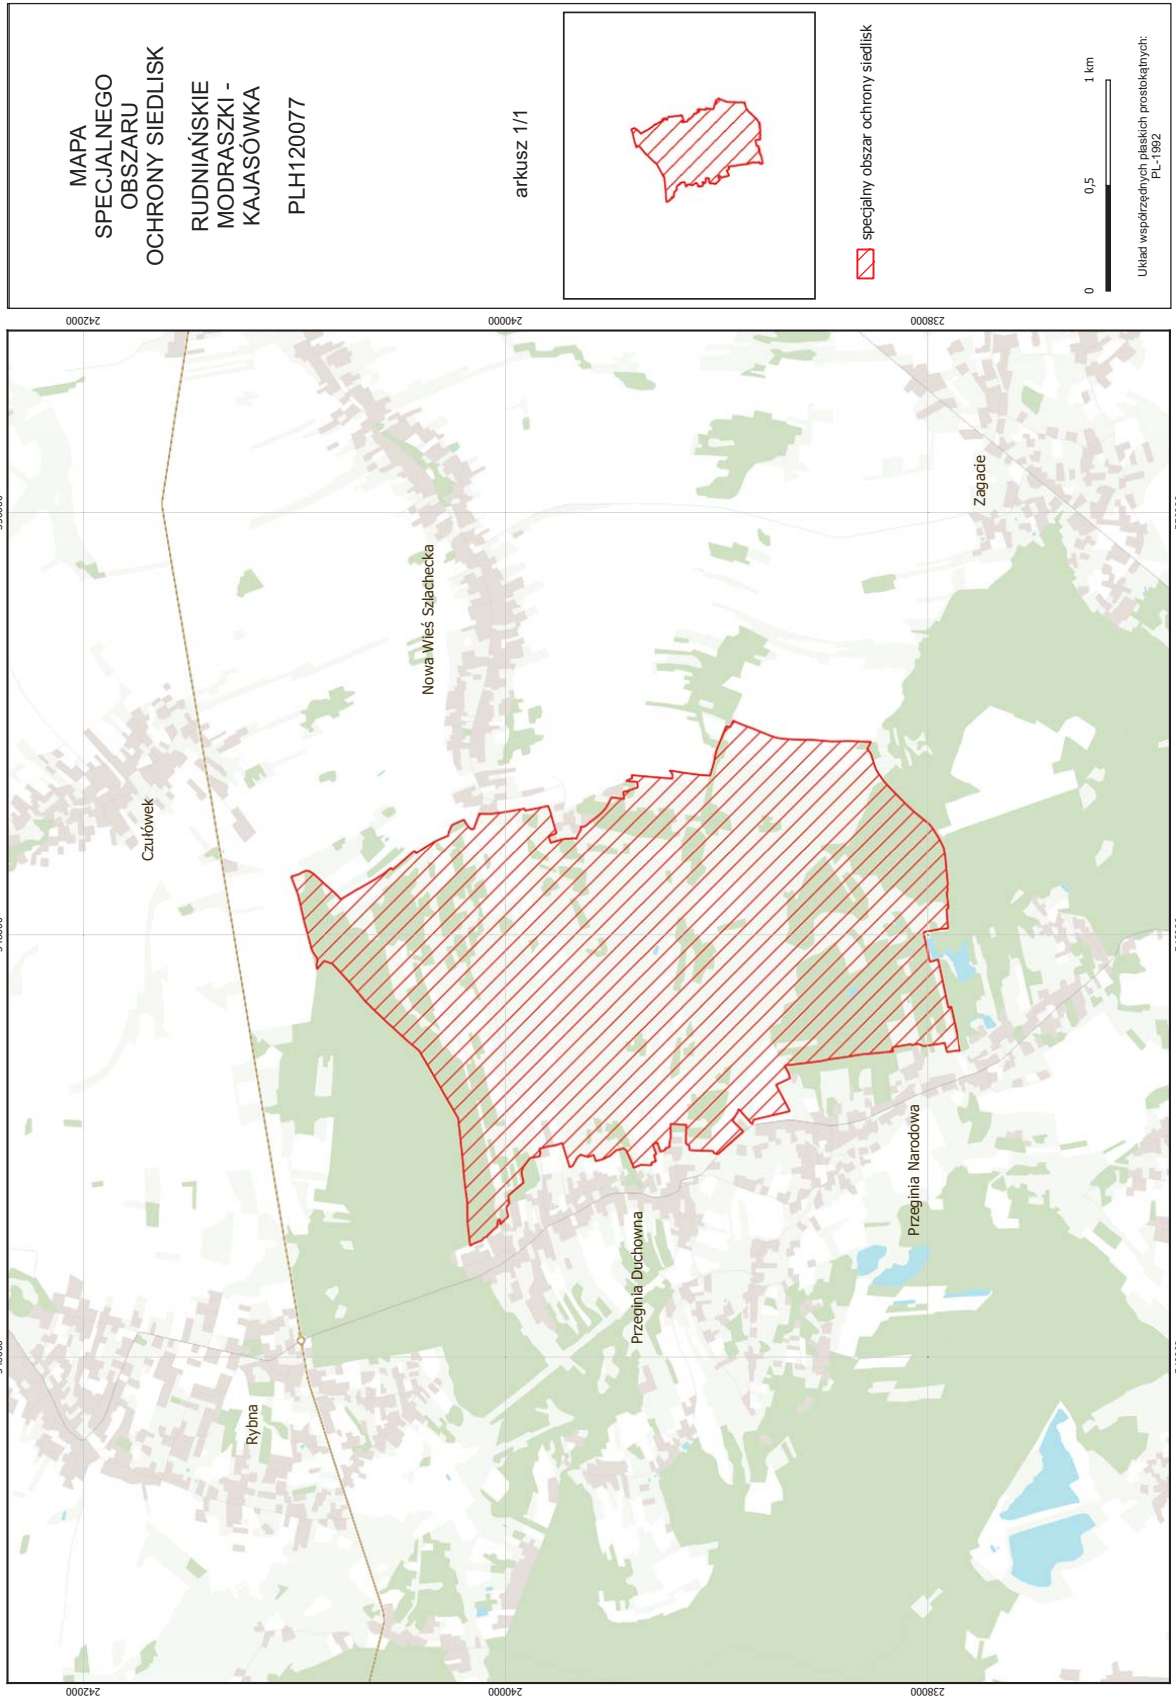 MAPA
SPECJALNEGO
OBSZARU
OCHRONY SIEDLISK
RUDNIAŃSKIE
MODRASZKI -
KAJASÓWKA
PLH120077
arkusz 1/1
specjalny obszar ochrony siedlisk
0
0,5
1 km
Układ współrzędnych płaskich prostokątnych:
PL-1992
242000
240000
238000
Czułówek
Nowa Wieś Szlachecka
Zagacie
Rybna
Przeginia Duchowna
Przeginia Narodowa
242000
240000
238000